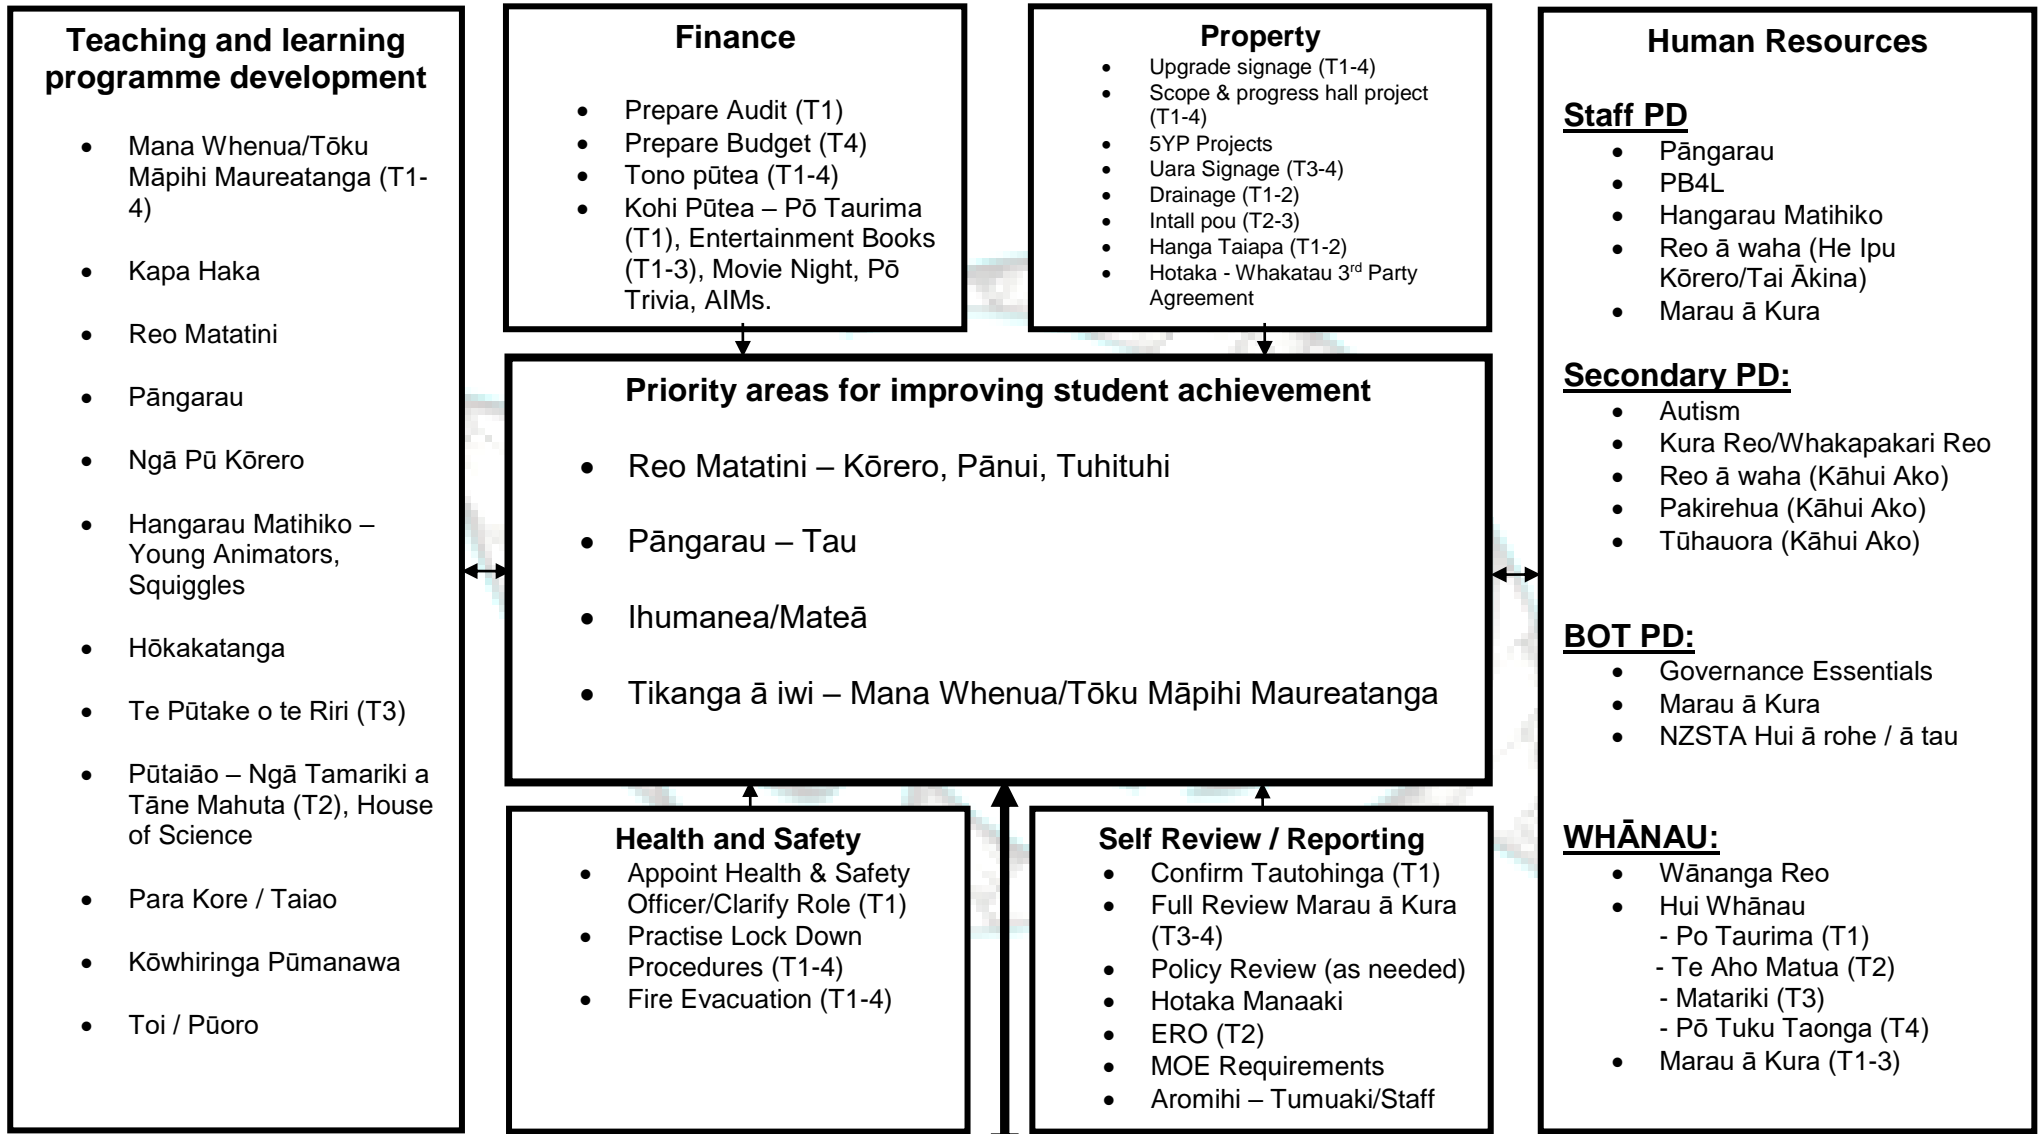 Teaching and learning
programme development
• Mana Whenua/Tōku
Māpihi Maureatanga (T1-
4)
• Kapa Haka
• Reo Matatini
• Pāngarau
• Ngā Pū Kōrero
• Hangarau Matihiko –
Young Animators,
Squiggles
• Hōkakatanga
• Te Pūtake o te Riri (T3)
• Pūtaiāo – Ngā Tamariki a
Tāne Mahuta (T2), House
of Science
• Para Kore / Taiao
• Kōwhiringa Pūmanawa
• Toi / Pūoro
Finance
• Prepare Audit (T1)
• Prepare Budget (T4)
• Tono pūtea (T1-4)
• Kohi Pūtea – Pō Taurima
(T1), Entertainment Books
(T1-3), Movie Night, Pō
Trivia, AIMs.
Property
• Upgrade signage (T1-4)
• Scope & progress hall project
(T1-4)
• 5YP Projects
• Uara Signage (T3-4)
• Drainage (T1-2)
• Intall pou (T2-3)
• Hanga Taiapa (T1-2)
• Hotaka - Whakatau 3rd Party
Agreement
Priority areas for improving student achievement
• Reo Matatini – Kōrero, Pānui, Tuhituhi
• Pāngarau – Tau
• Ihumanea/Mateā
• Tikanga ā iwi – Mana Whenua/Tōku Māpihi Maureatanga
Health and Safety
• Appoint Health & Safety
Officer/Clarify Role (T1)
• Practise Lock Down
Procedures (T1-4)
• Fire Evacuation (T1-4)
Self Review / Reporting
• Confirm Tautohinga (T1)
• Full Review Marau ā Kura
(T3-4)
• Policy Review (as needed)
• Hotaka Manaaki
• ERO (T2)
• MOE Requirements
• Aromihi – Tumuaki/Staff
Human Resources
Staff PD
• Pāngarau
• PB4L
• Hangarau Matihiko
• Reo ā waha (He Ipu
Kōrero/Tai Ākina)
• Marau ā Kura
Secondary PD:
• Autism
• Kura Reo/Whakapakari Reo
• Reo ā waha (Kāhui Ako)
• Pakirehua (Kāhui Ako)
• Tūhauora (Kāhui Ako)
BOT PD:
• Governance Essentials
• Marau ā Kura
• NZSTA Hui ā rohe / ā tau
WHĀNAU:
• Wānanga Reo
• Hui Whānau
- Po Taurima (T1)
- Te Aho Matua (T2)
- Matariki (T3)
- Pō Tuku Taonga (T4)
• Marau ā Kura (T1-3)